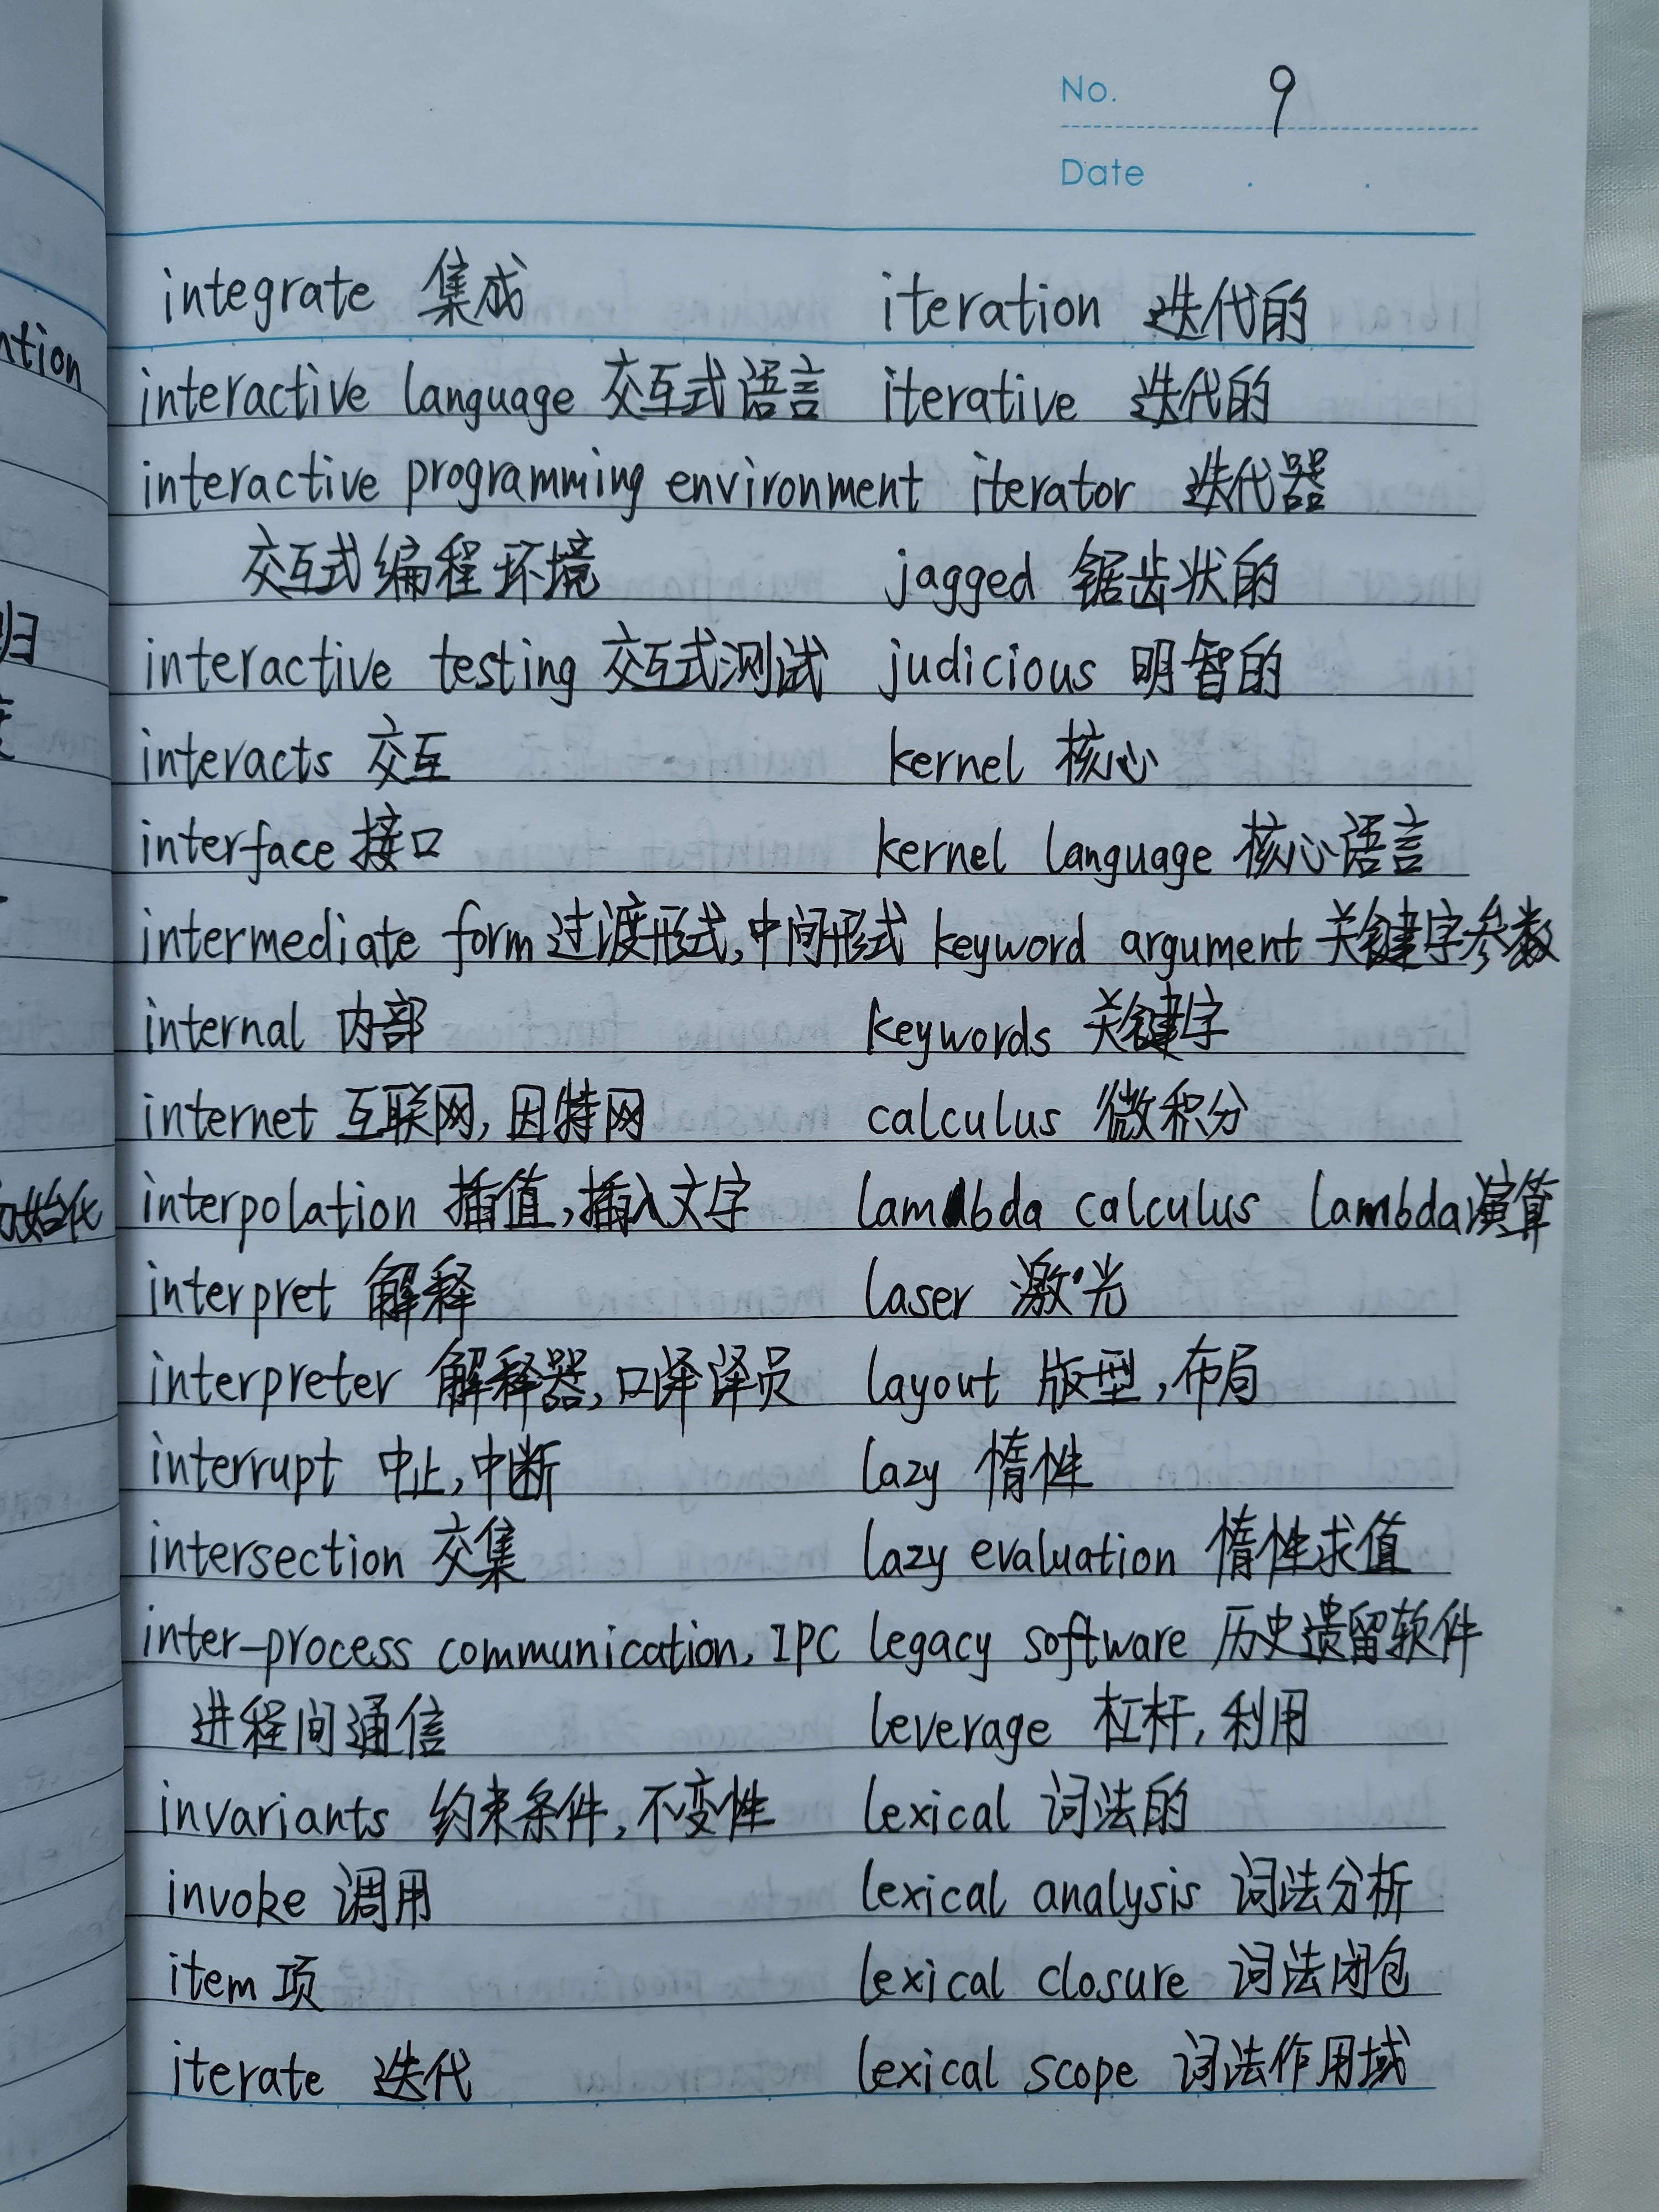 No. 9
Date . .
integrate 集成
interactive language 交互式语言
interactive programming environment
交互式编程环境
interactive testing 交互式测试
interacts 交互
interface 接口
intermediate form 过渡形式,中间形式
internal 内部
internet 互联网,因特网
interpolation 插值,插入文字
interpret 解释
interpreter 解释器,口译译员
interrupt 中止,中断
intersection 交集
inter-process communication, IPC
进程间通信
invariants 约束条件,不变性
invoke 调用
item 项
iterate 迭代
iteration 迭代的
iterative 迭代的
iterator 迭代器
jagged 锯齿状的
judicious 明智的
kernel 核心
kernel language 核心语言
keyword argument 关键字参数
keywords 关键字
calculus 微积分
lambda calculus lambda演算
laser 激光
layout 版型,布局
lazy 惰性
lazy evaluation 惰性求值
legacy software 历史遗留软件
leverage 杠杆,利用
lexical 词法的
lexical analysis 词法分析
lexical closure 词法闭包
lexical scope 词法作用域